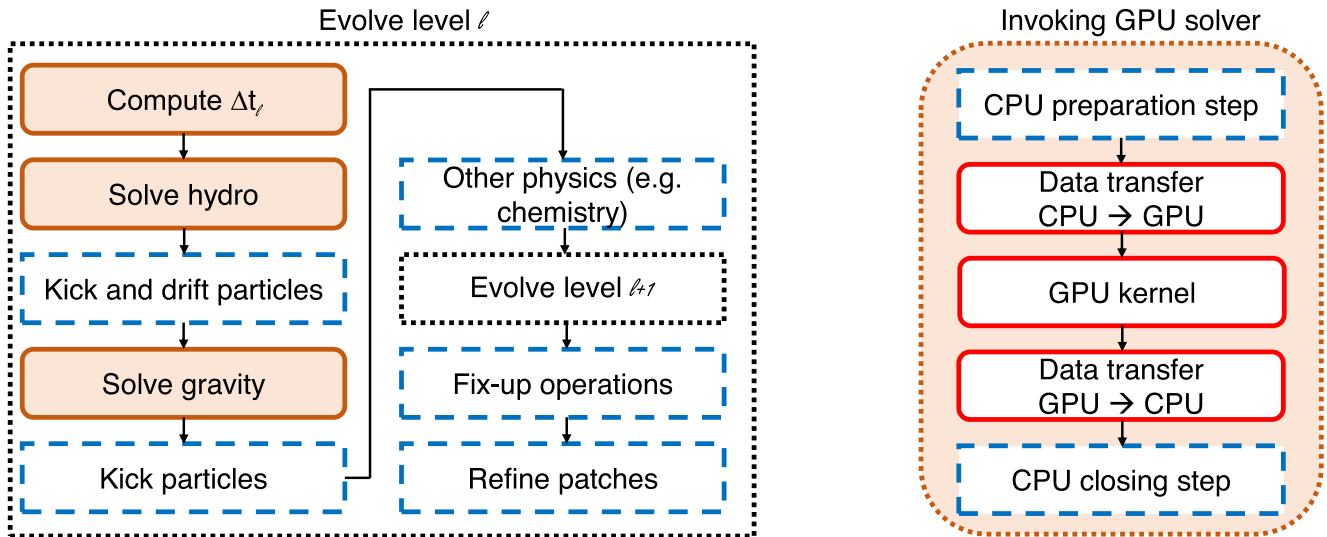 Evolve level ℓ
Compute Δtℓ
Solve hydro
Kick and drift particles
Solve gravity
Kick particles
Other physics (e.g.
chemistry)
Evolve level ℓ+1
Fix-up operations
Refine patches
Invoking GPU solver
CPU preparation step
Data transfer
CPU → GPU
GPU kernel
Data transfer
GPU → CPU
CPU closing step